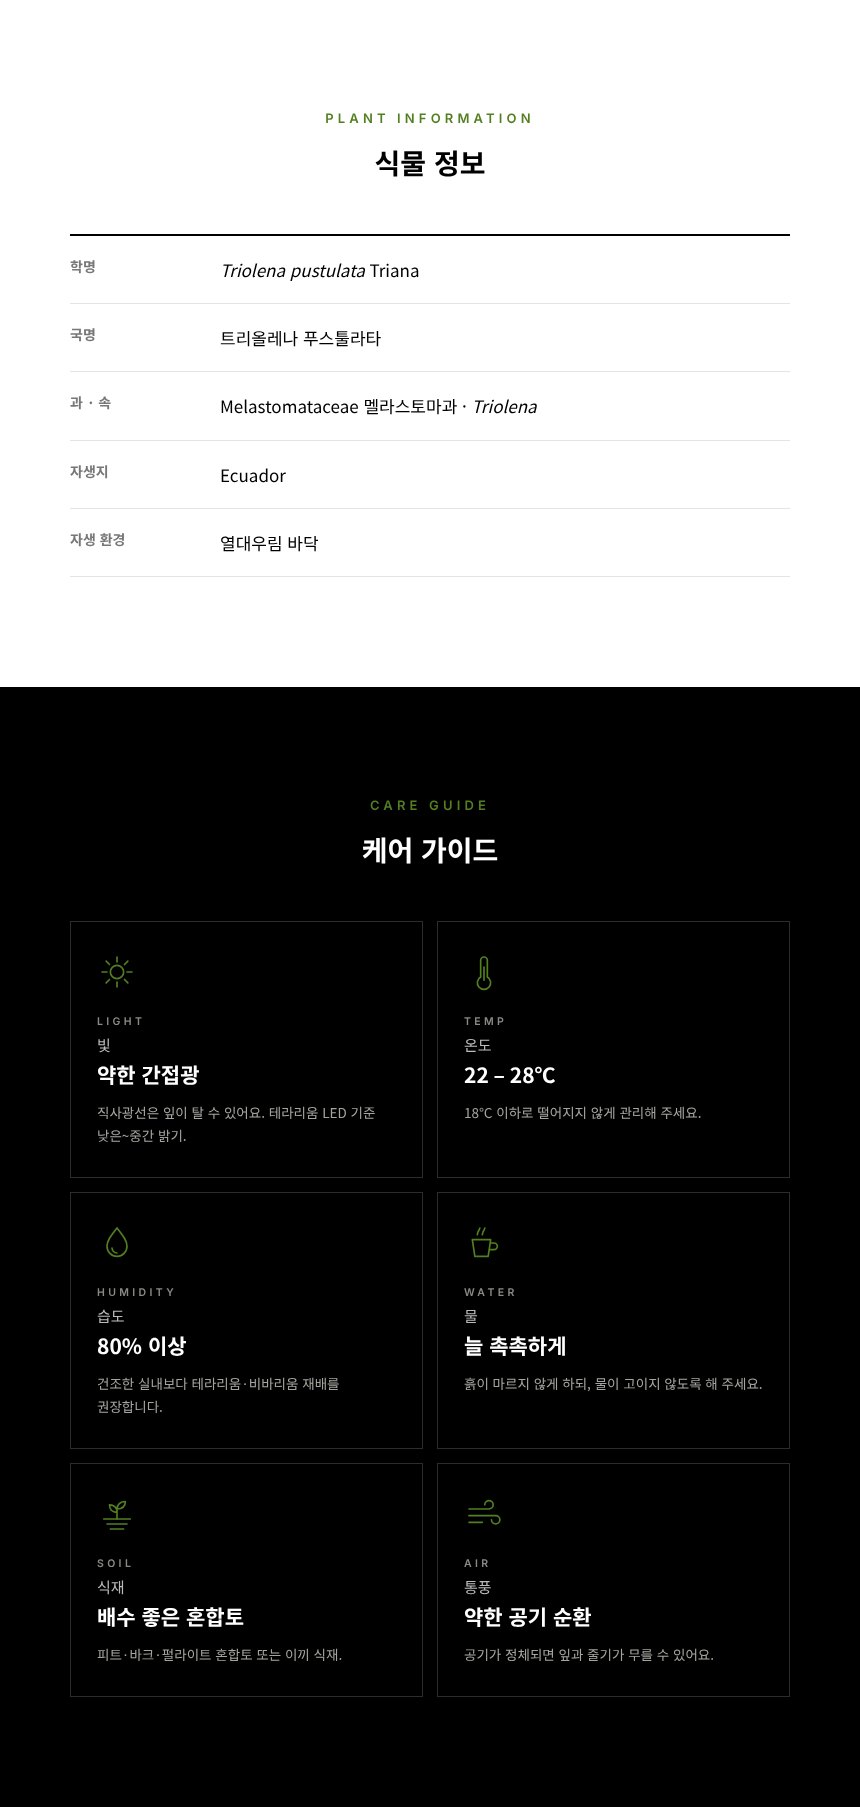 PLANT INFORMATION
식물 정보
학명
Triolena pustulata Triana
국명
트리올레나 푸스툴라타
과 · 속
Melastomataceae 멜라스토마과 · Triolena
자생지
Ecuador
자생 환경
열대우림 바닥
CARE GUIDE
케어 가이드
LIGHT
빛
약한 간접광
직사광선은 잎이 탈 수 있어요. 테라리움 LED 기준
낮은~중간 밝기.
TEMP
온도
22 – 28℃
18℃ 이하로 떨어지지 않게 관리해 주세요.
HUMIDITY
습도
80% 이상
건조한 실내보다 테라리움·비바리움 재배를
권장합니다.
WATER
물
늘 촉촉하게
흙이 마르지 않게 하되, 물이 고이지 않도록 해 주세요.
SOIL
식재
배수 좋은 혼합토
피트·바크·펄라이트 혼합토 또는 이끼 식재.
AIR
통풍
약한 공기 순환
공기가 정체되면 잎과 줄기가 무를 수 있어요.